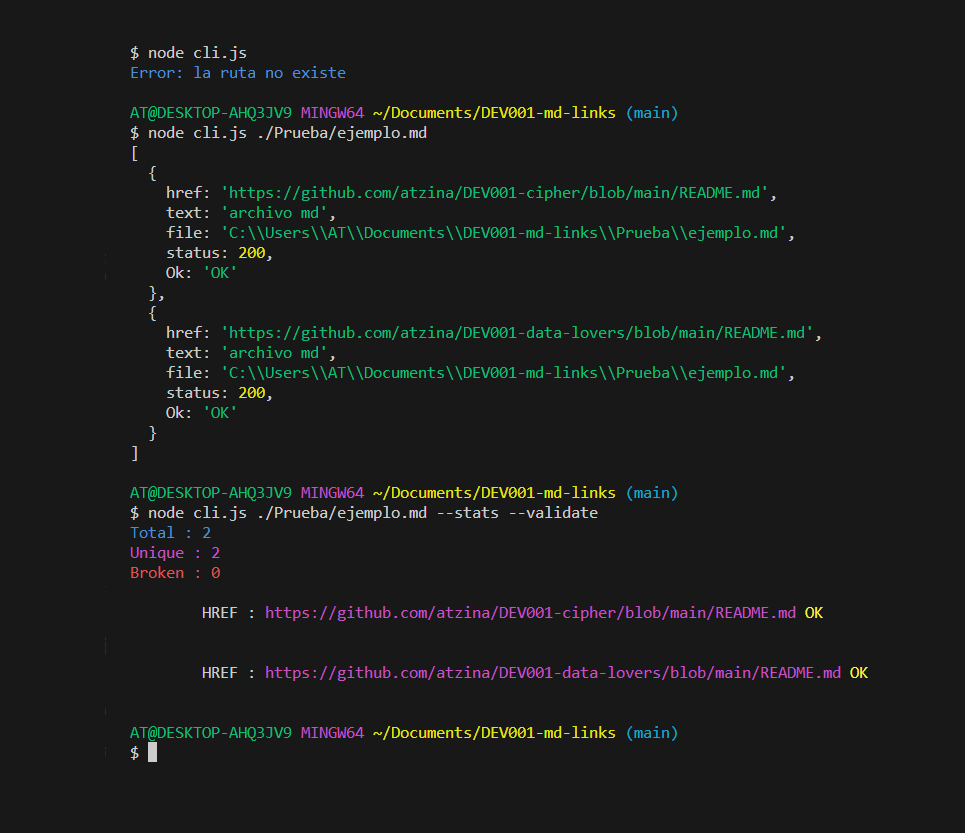 $ node cli.js
Error: la ruta no existe
AT@DESKTOP-AHQ3JV9 MINGW64 ~/Documents/DEV001-md-links (main)
$ node cli.js ./Prueba/ejemplo.md
[
  {
    href: 'https://github.com/atzina/DEV001-cipher/blob/main/README.md',
    text: 'archivo md',
    file: 'C:\\Users\\AT\\Documents\\DEV001-md-links\\Prueba\\ejemplo.md',
    status: 200,
    Ok: 'OK'
  },
  {
    href: 'https://github.com/atzina/DEV001-data-lovers/blob/main/README.md',
    text: 'archivo md',
    file: 'C:\\Users\\AT\\Documents\\DEV001-md-links\\Prueba\\ejemplo.md',
    status: 200,
    Ok: 'OK'
  }
]
AT@DESKTOP-AHQ3JV9 MINGW64 ~/Documents/DEV001-md-links (main)
$ node cli.js ./Prueba/ejemplo.md --stats --validate
Total : 2
Unique : 2
Broken : 0
        HREF : https://github.com/atzina/DEV001-cipher/blob/main/README.md OK
        HREF : https://github.com/atzina/DEV001-data-lovers/blob/main/README.md OK
AT@DESKTOP-AHQ3JV9 MINGW64 ~/Documents/DEV001-md-links (main)
$